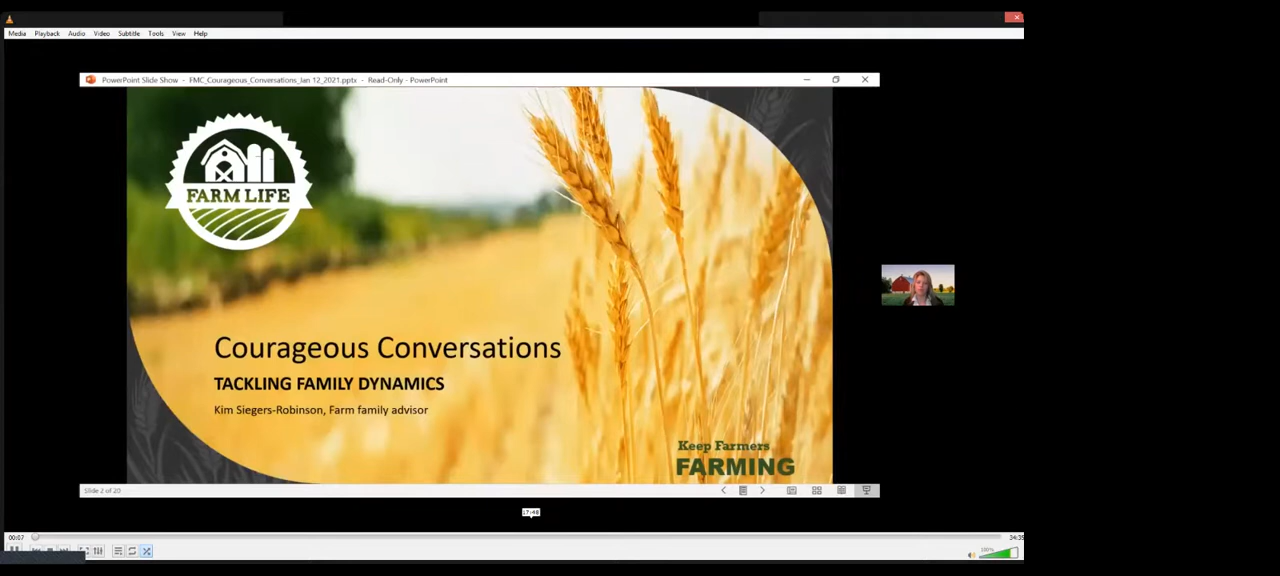 Media Playback Audio Video Subtitle Tools View Help
PowerPoint Slide Show - FMC_Courageous_Conversations_Jan 12_2021.pptx - Read-Only - PowerPoint
FARM LIFE
Courageous Conversations
TACKLING FAMILY DYNAMICS
Kim Siegers-Robinson, Farm family advisor
Keep Farmers
FARMING
Slide 2 of 20
17:48
00:07
34:35
100%